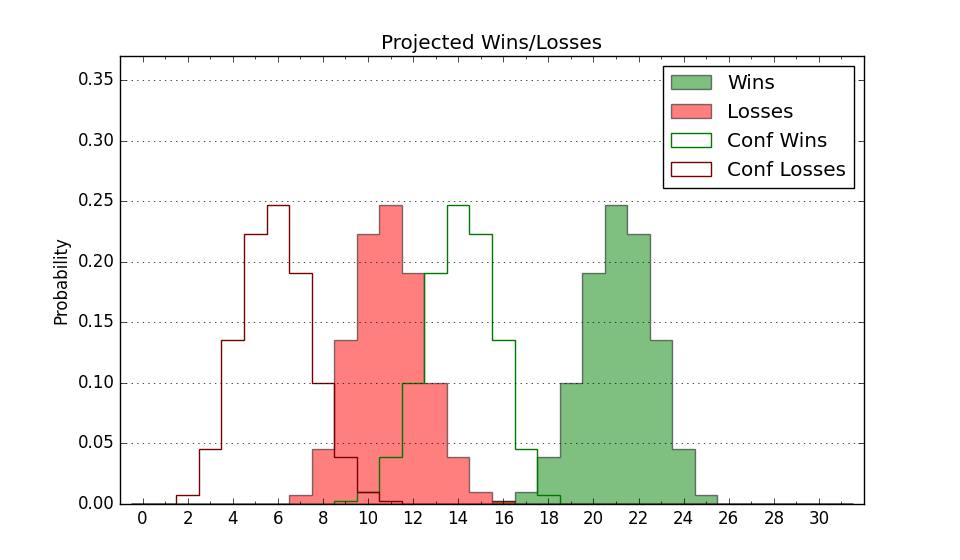 Projected Wins/Losses
Probability
0.35
0.30
0.25
0.20
0.15
0.10
0.05
0.00
0 2 4 6 8 10 12 14 16 18 20 22 24 26 28 30
Wins
Losses
Conf Wins
Conf Losses